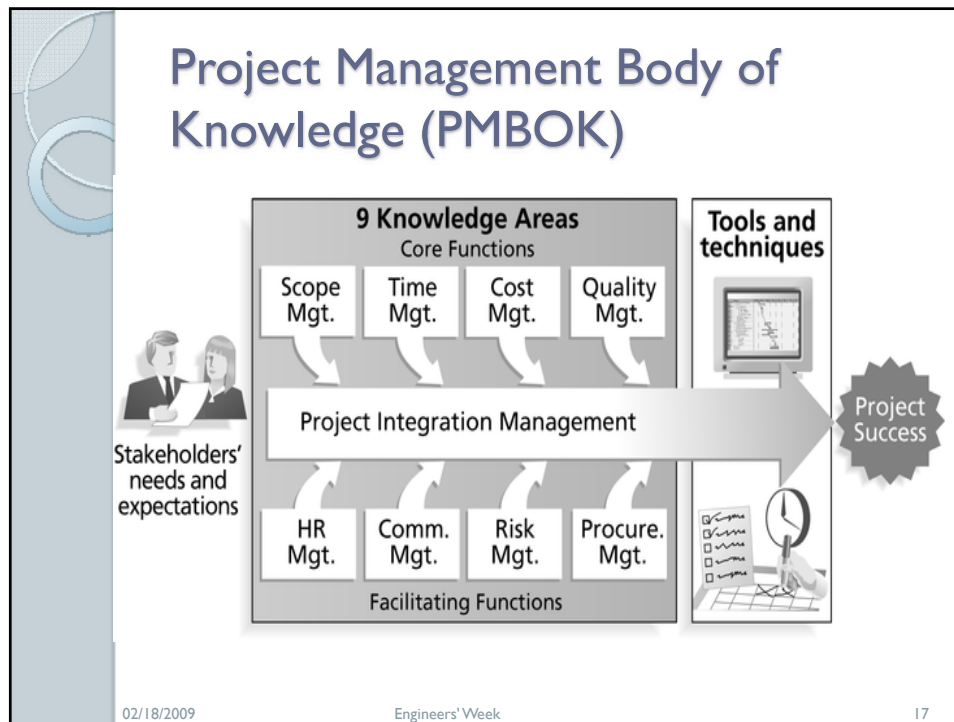 Project Management Body of
Knowledge (PMBOK)
9 Knowledge Areas
Core Functions
Scope
Mgt.
Time
Mgt.
Cost
Mgt.
Quality
Mgt.
Tools and
techniques
Stakeholders'
needs and
expectations
Project Integration Management
Project
Success
HR
Mgt.
Comm.
Mgt.
Risk
Mgt.
Procure.
Mgt.
Facilitating Functions
02/18/2009
Engineers' Week
17